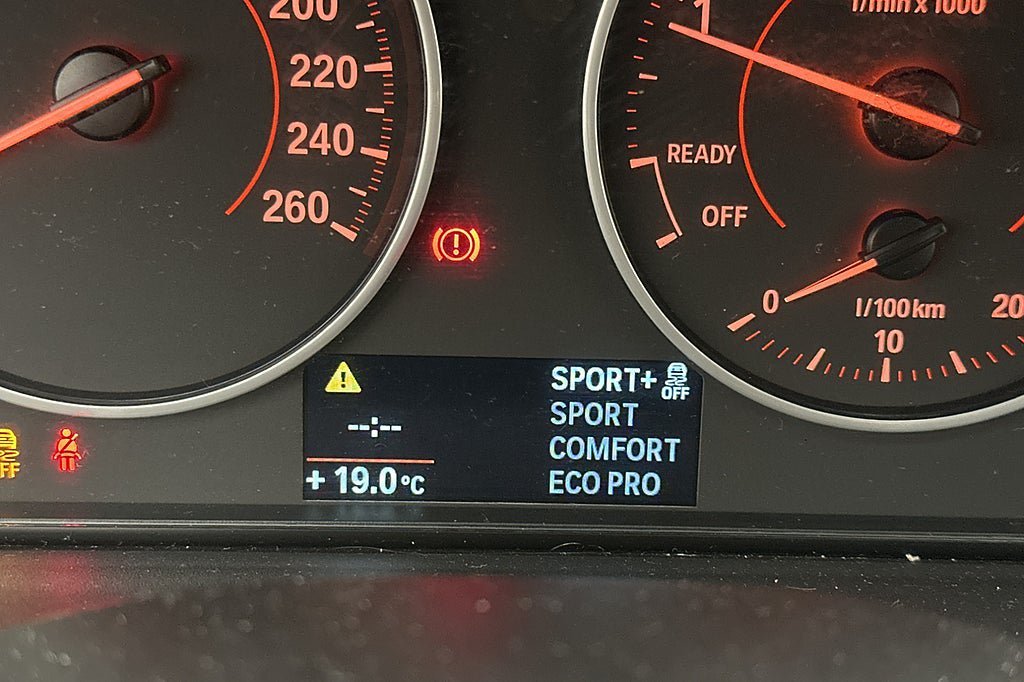 200
220
240
260
1
l/min x 1000
READY
OFF
0
l/100km
10
20
SPORT+
OFF
SPORT
COMFORT
ECO PRO
--:--
+ 19.0°C
OFF